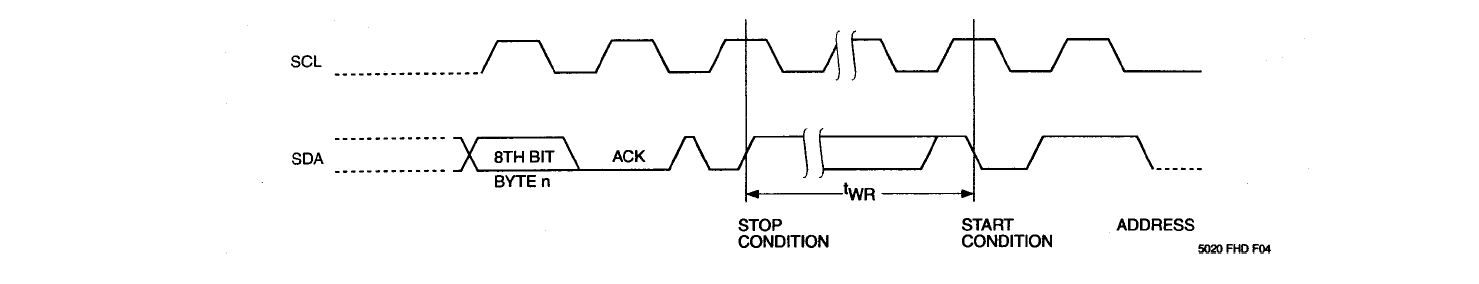 SCL
SDA
8TH BIT
ACK
BYTE n
tWR
STOP
CONDITION
START
CONDITION
ADDRESS
5020 FHD F04